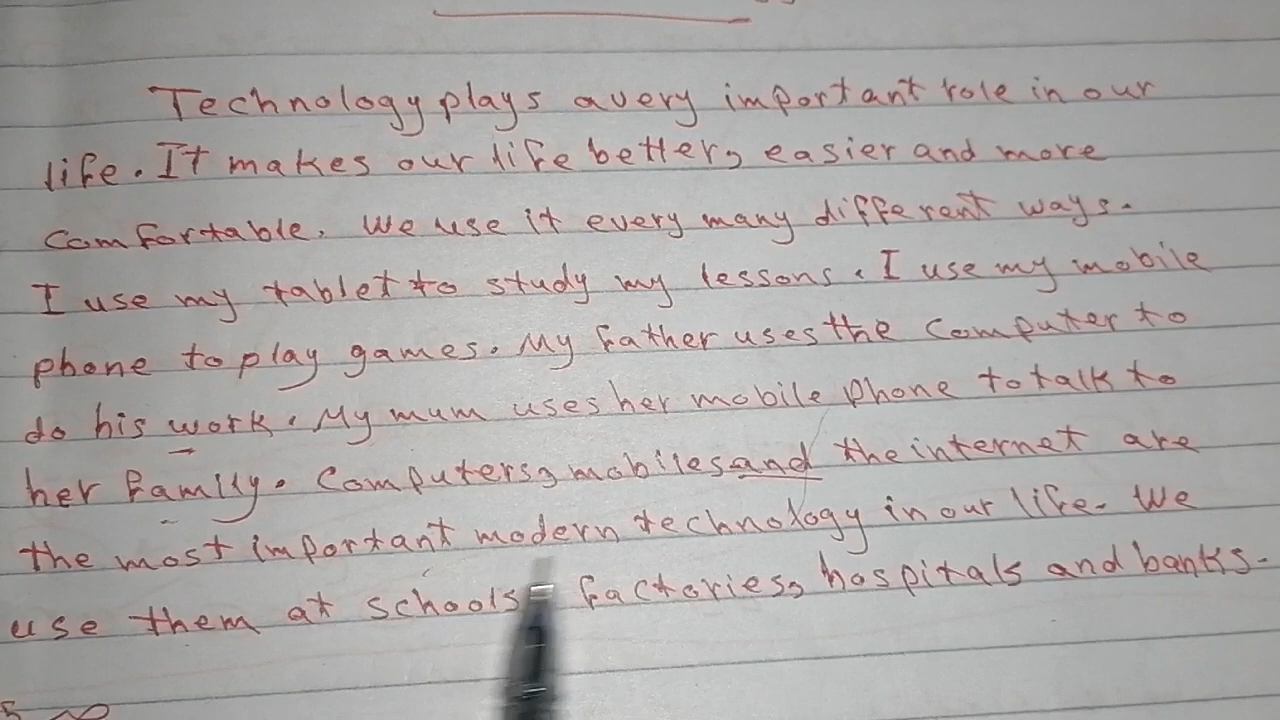 Technology plays a very important role in our
life. It makes our life better, easier and more
comfortable. We use it every many different ways.
I use my tablet to study my lessons. I use my mobile
phone to play games. My father uses the computer to
do his work. My mum uses her mobile phone to talk to
her family. Computers, mobiles and the internet are
the most important modern technology in our life. We
use them at schools, factories, hospitals and banks.